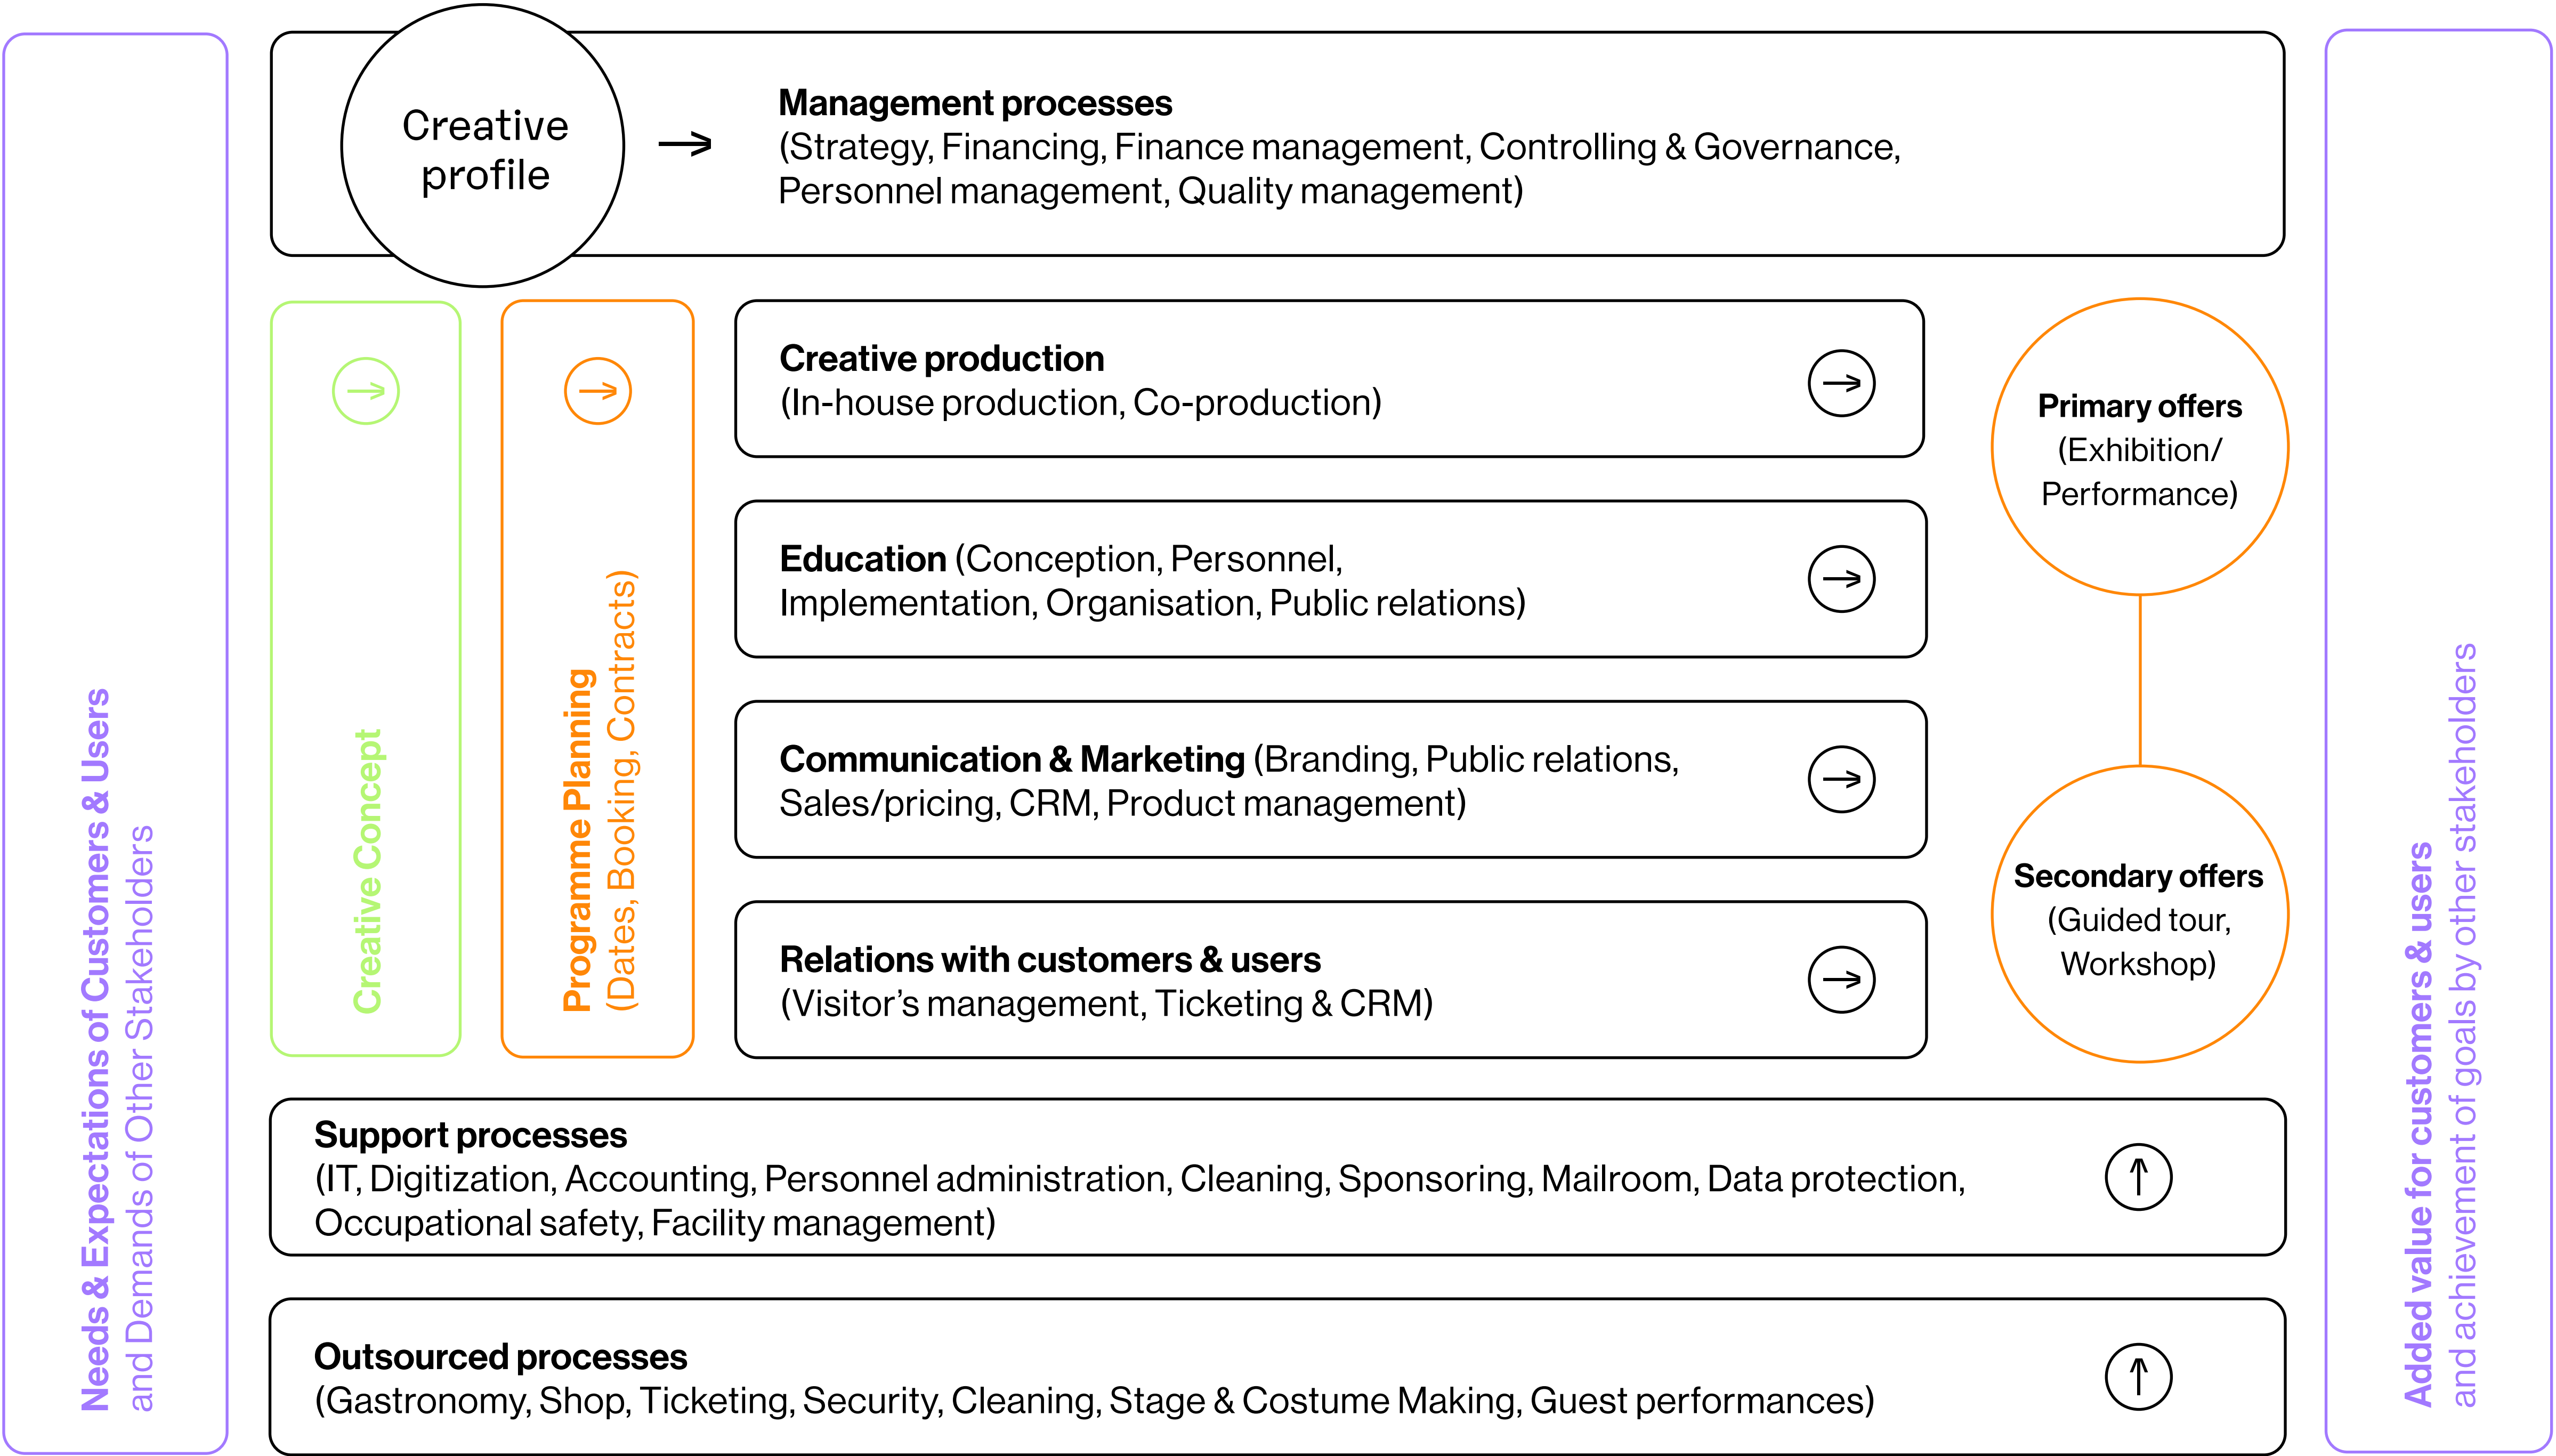 Needs & Expectations of Customers & Users
and Demands of Other Stakeholders
Creative
profile
Management processes
(Strategy, Financing, Finance management, Controlling & Governance,
Personnel management, Quality management)
Creative Concept
Programme Planning
(Dates, Booking, Contracts)
Creative production
(In-house production, Co-production)
Education (Conception, Personnel,
Implementation, Organisation, Public relations)
Communication & Marketing (Branding, Public relations,
Sales/pricing, CRM, Product management)
Relations with customers & users
(Visitor’s management, Ticketing & CRM)
Primary offers
(Exhibition/
Performance)
Secondary offers
(Guided tour,
Workshop)
Support processes
(IT, Digitization, Accounting, Personnel administration, Cleaning, Sponsoring, Mailroom, Data protection,
Occupational safety, Facility management)
Outsourced processes
(Gastronomy, Shop, Ticketing, Security, Cleaning, Stage & Costume Making, Guest performances)
Added value for customers & users
and achievement of goals by other stakeholders